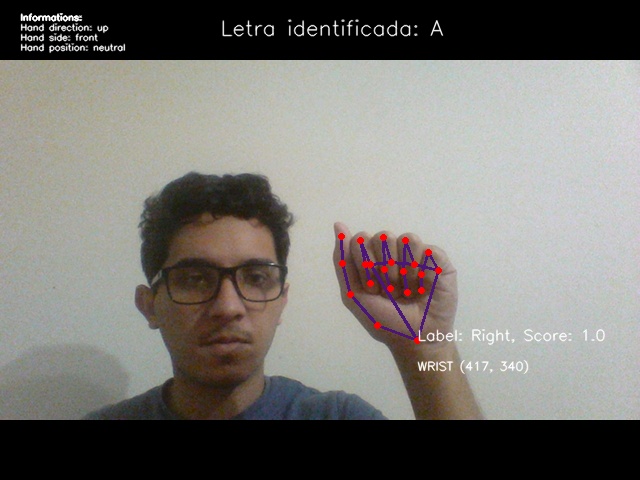 Informations:
Hand direction: up
Hand side: front
Hand position: neutral
Letra identificada: A
Label: Right, Score: 1.0
WRIST (417, 340)